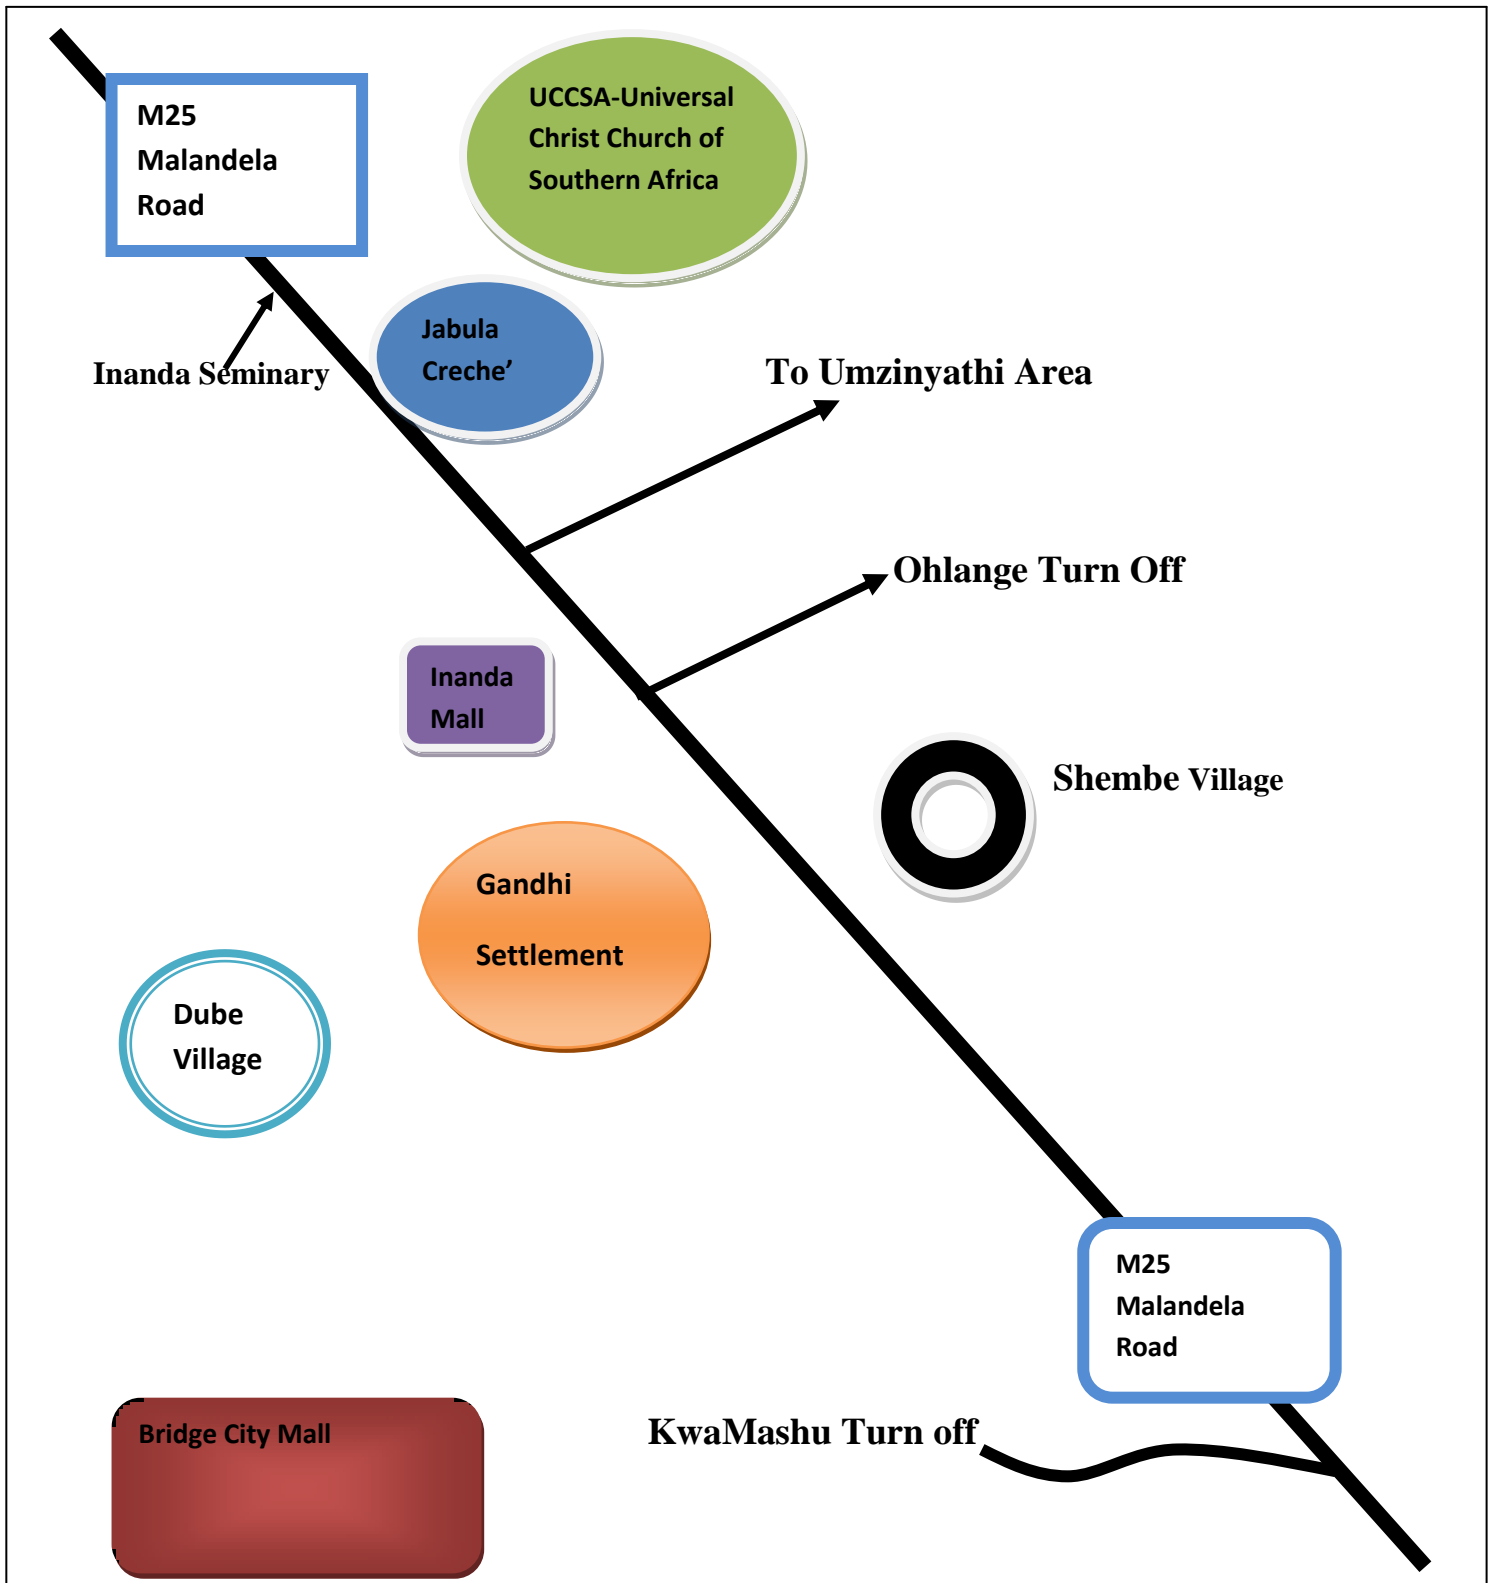 M25
Malandela
Road
UCCSA-Universal
Christ Church of
Southern Africa
Jabula
Creche’
Inanda Seminary
To Umzinyathi Area
Ohlange Turn Off
Inanda
Mall
Shembe Village
Gandhi
Settlement
Dube
Village
M25
Malandela
Road
Bridge City Mall
KwaMashu Turn off